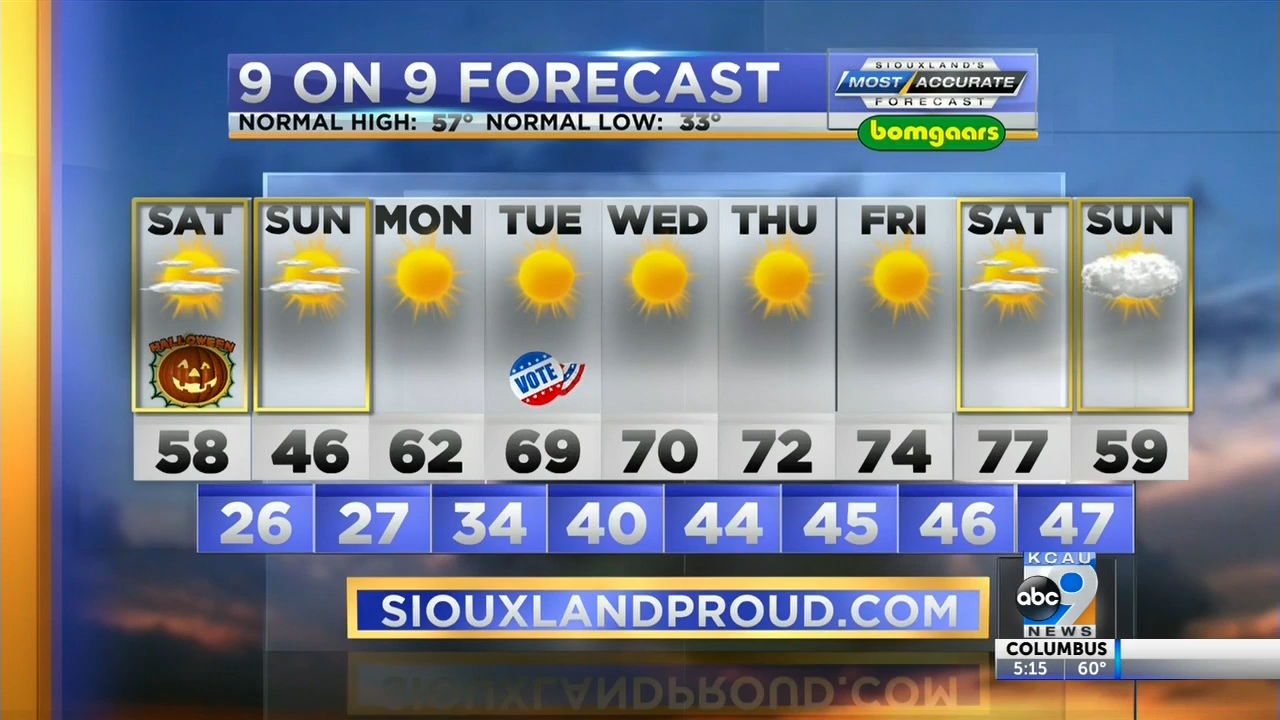 9 ON 9 FORECAST
NORMAL HIGH: 57° NORMAL LOW: 33°
SIOUXLAND'S
MOST ACCURATE
FORECAST
bomgaars
SAT SUN MON TUE WED THU FRI SAT SUN
HALLOWEEN
VOTE
58 46 62 69 70 72 74 77 59
26 27 34 40 44 45 46 47
SIOUXLANDPROUD.COM
KCAU
abc 9
NEWS
COLUMBUS
5:15 60°
SIOUXLANDPROUD.COM